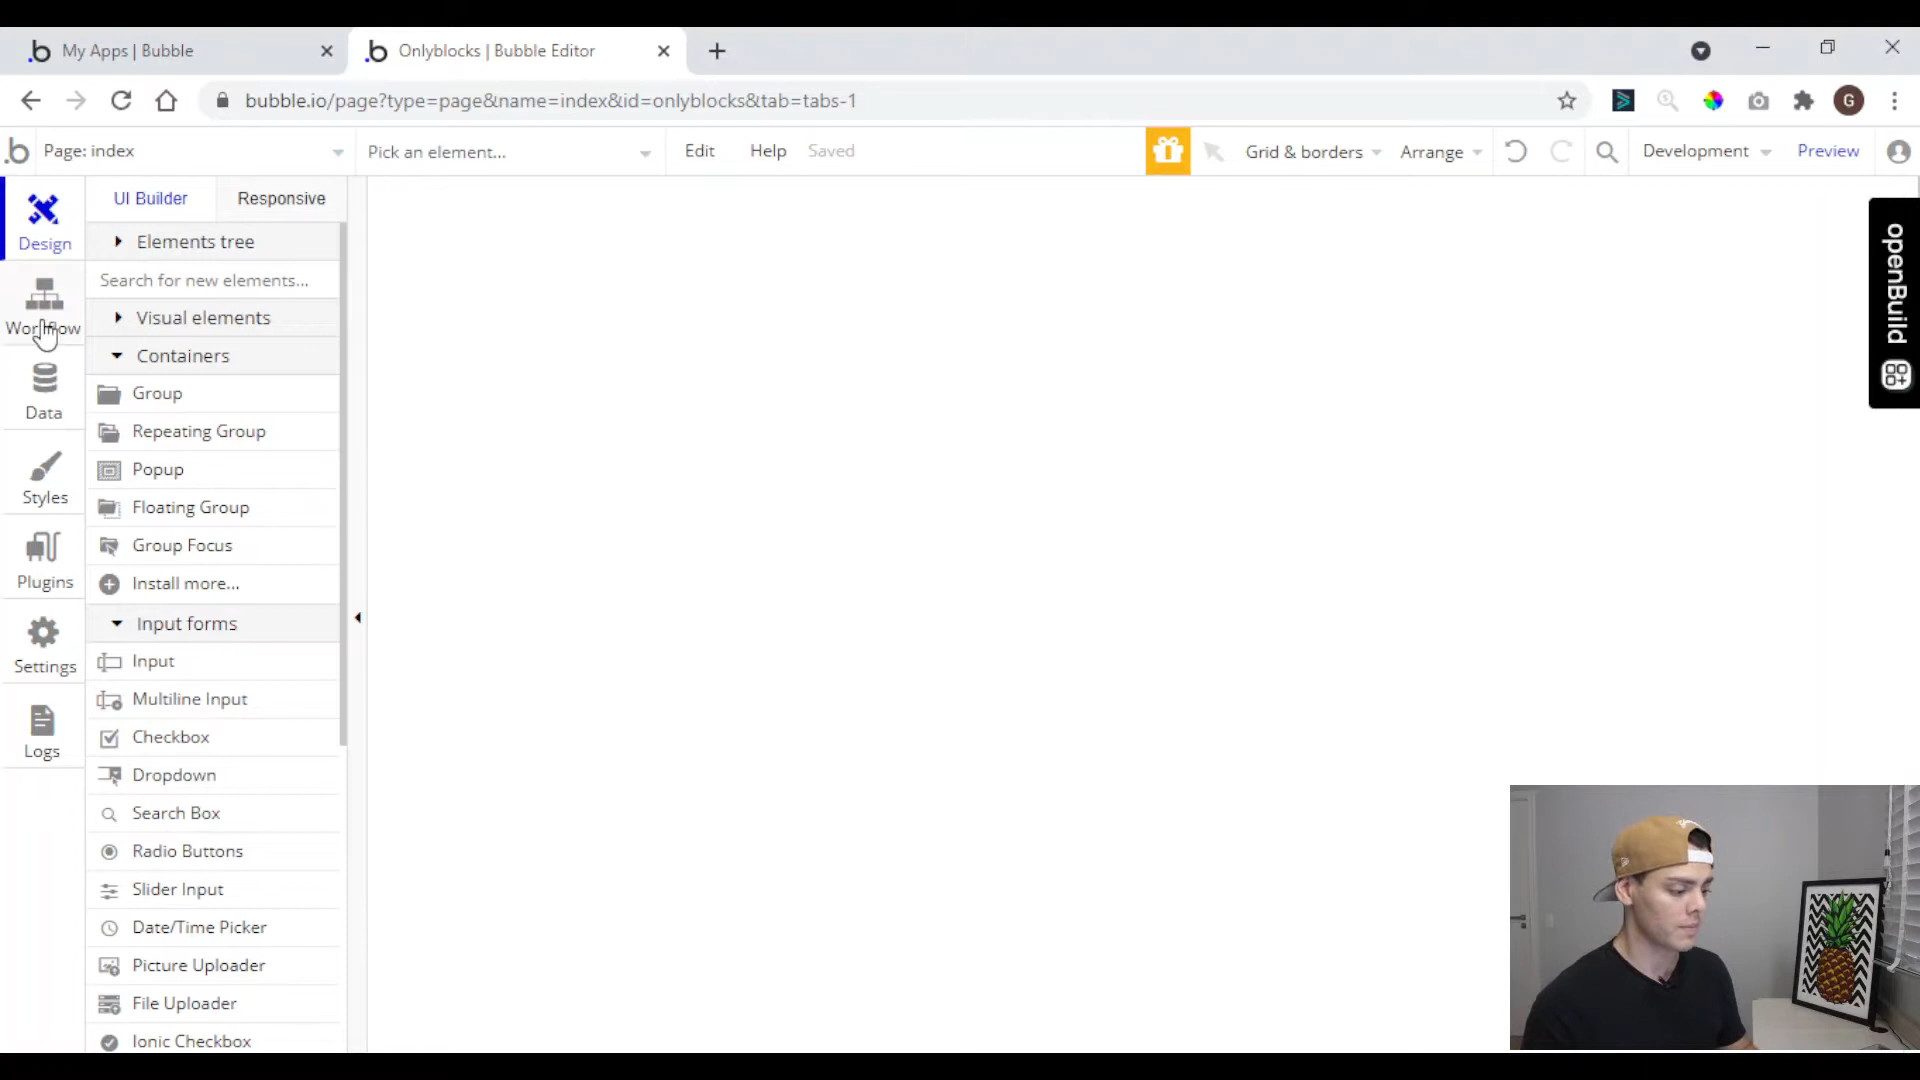 My Apps | Bubble
Onlyblocks | Bubble Editor
bubble.io/page?type=page&name=index&id=onlyblocks&tab=tabs-1
G
Page: index
Pick an element...
Edit
Help
Saved
Grid & borders
Arrange
Development
Preview
Design
Workflow
Data
Styles
Plugins
Settings
Logs
UI Builder
Responsive
Elements tree
Search for new elements...
Visual elements
Containers
Group
Repeating Group
Popup
Floating Group
Group Focus
Install more...
Input forms
Input
Multiline Input
Checkbox
Dropdown
Search Box
Radio Buttons
Slider Input
Date/Time Picker
Picture Uploader
File Uploader
Ionic Checkbox
openBuild